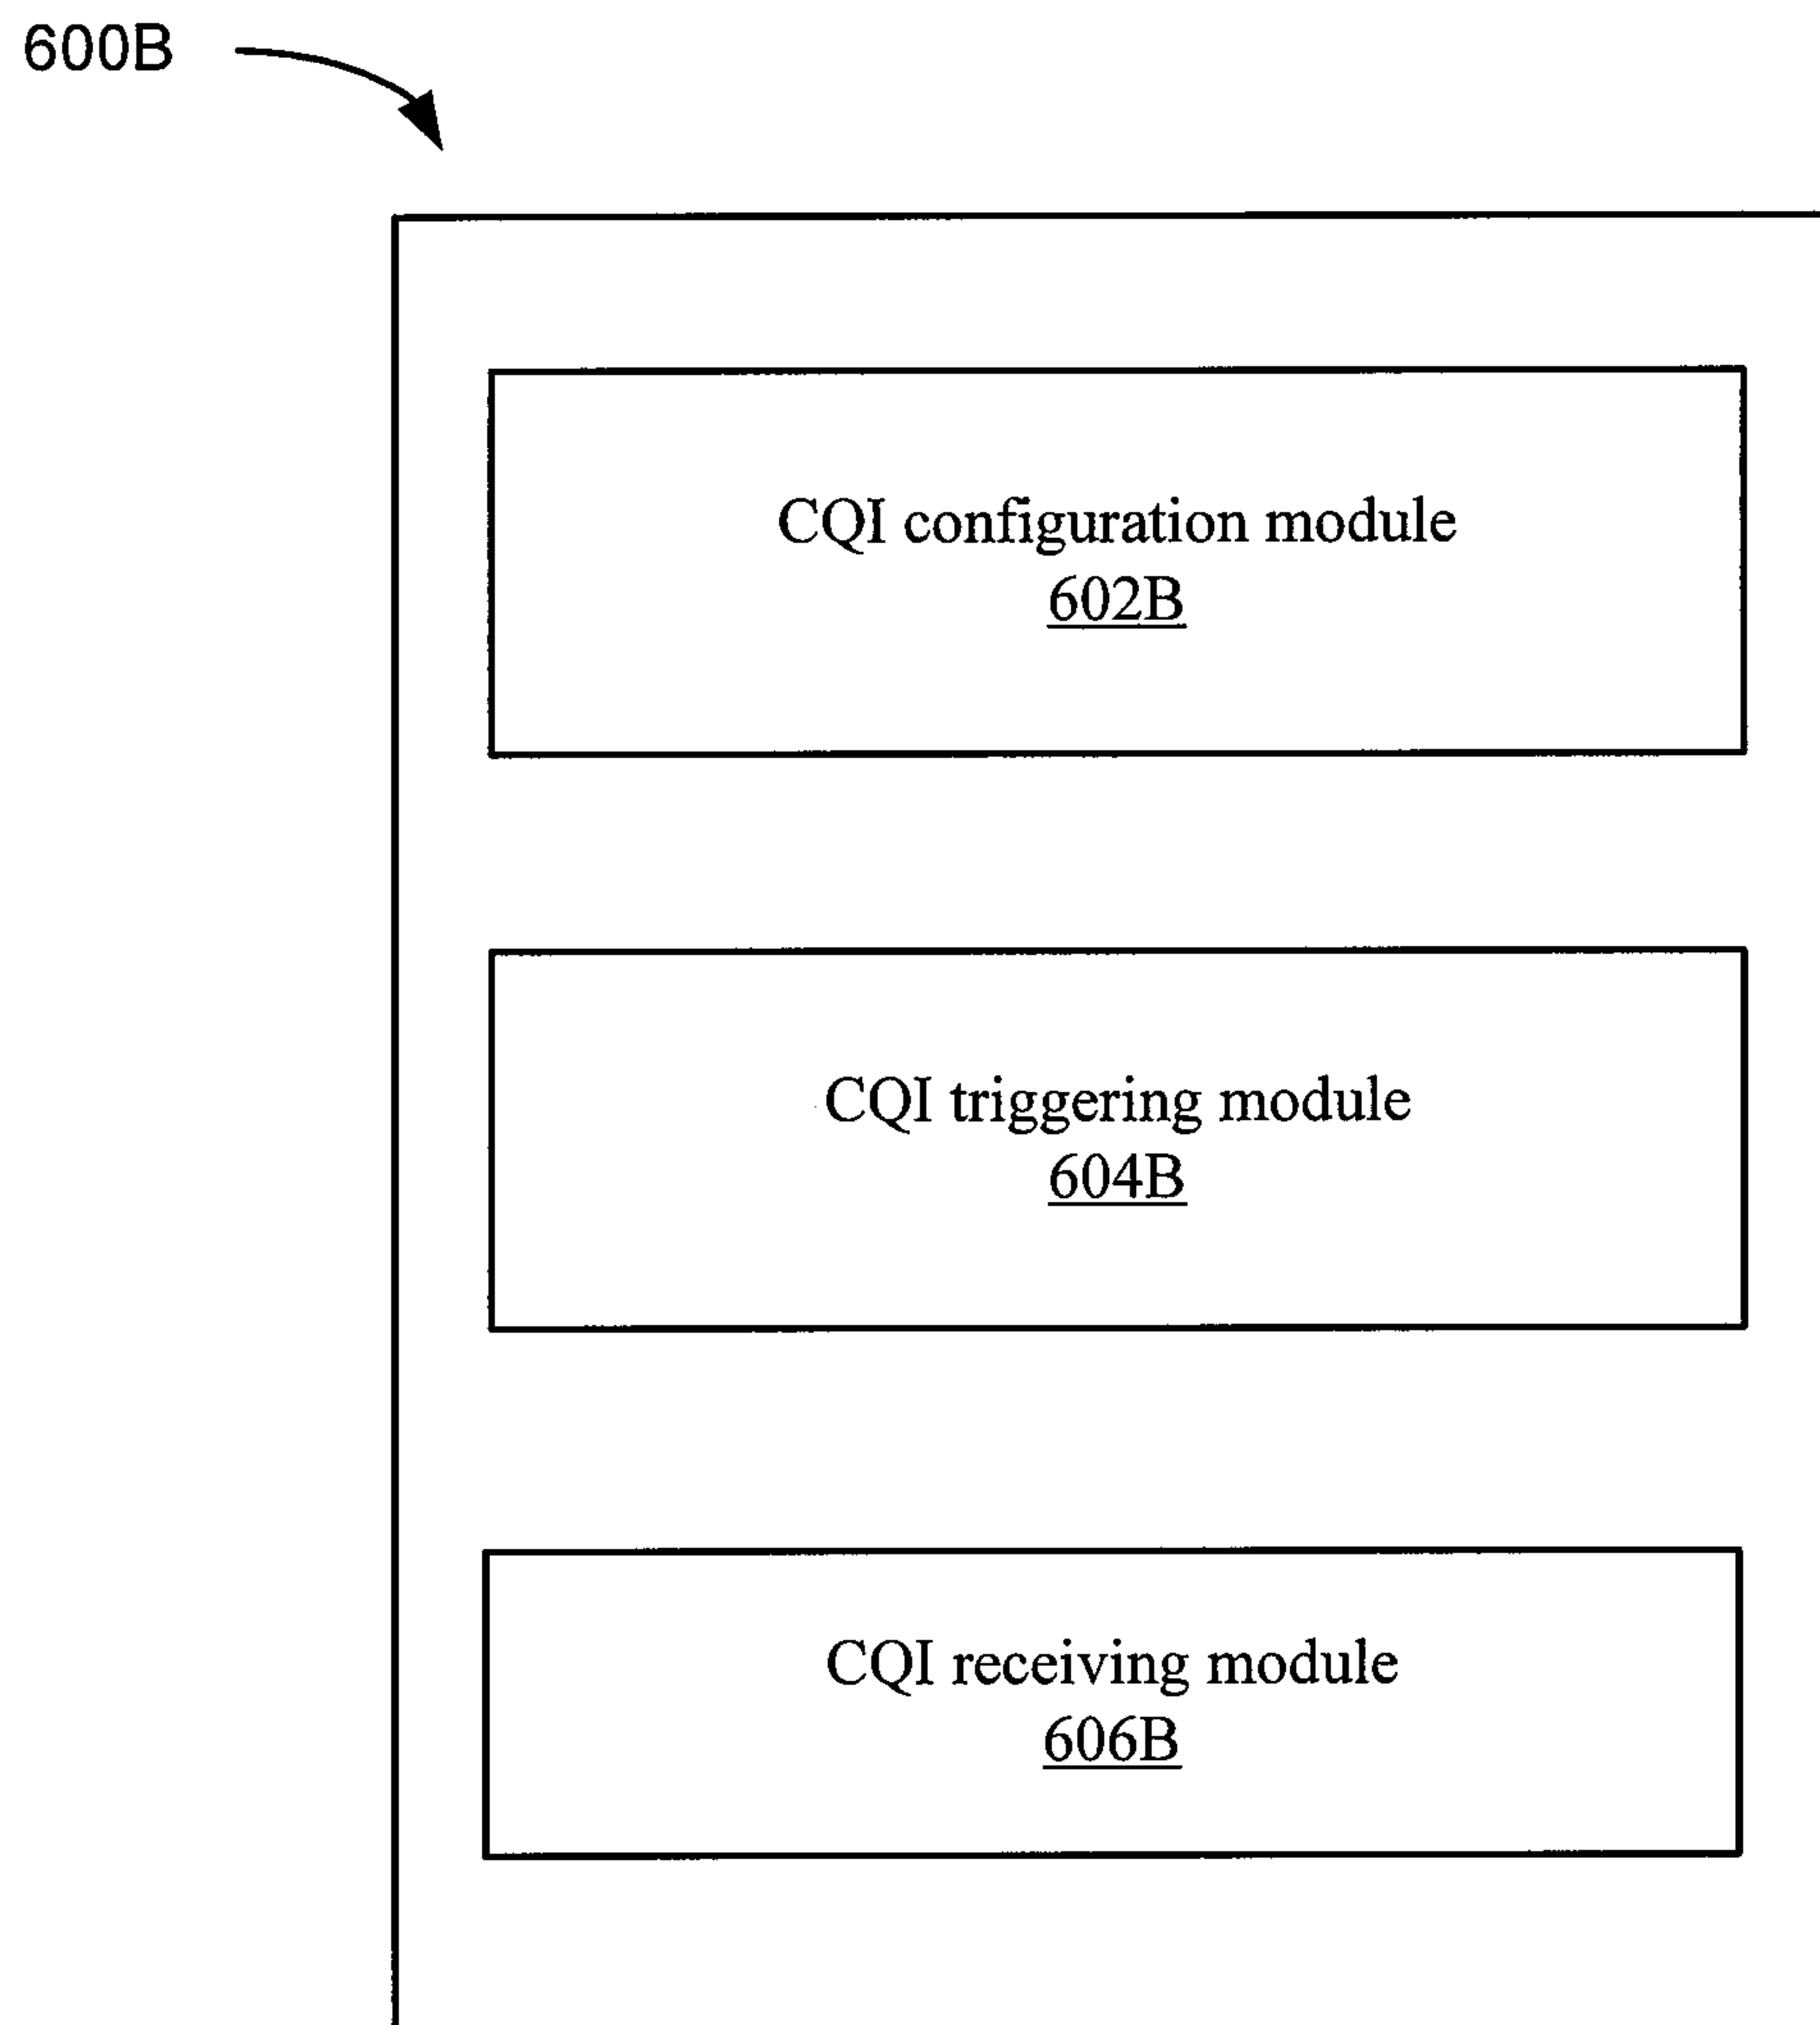 600B
CQI configuration module
602B
CQI triggering module
604B
CQI receiving module
606B